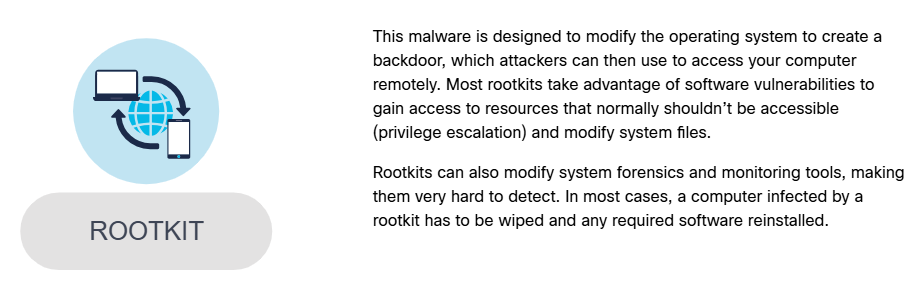 This malware is designed to modify the operating system to create a
backdoor, which attackers can then use to access your computer
remotely. Most rootkits take advantage of software vulnerabilities to
gain access to resources that normally shouldn’t be accessible
(privilege escalation) and modify system files.
Rootkits can also modify system forensics and monitoring tools, making
them very hard to detect. In most cases, a computer infected by a
rootkit has to be wiped and any required software reinstalled.
ROOTKIT